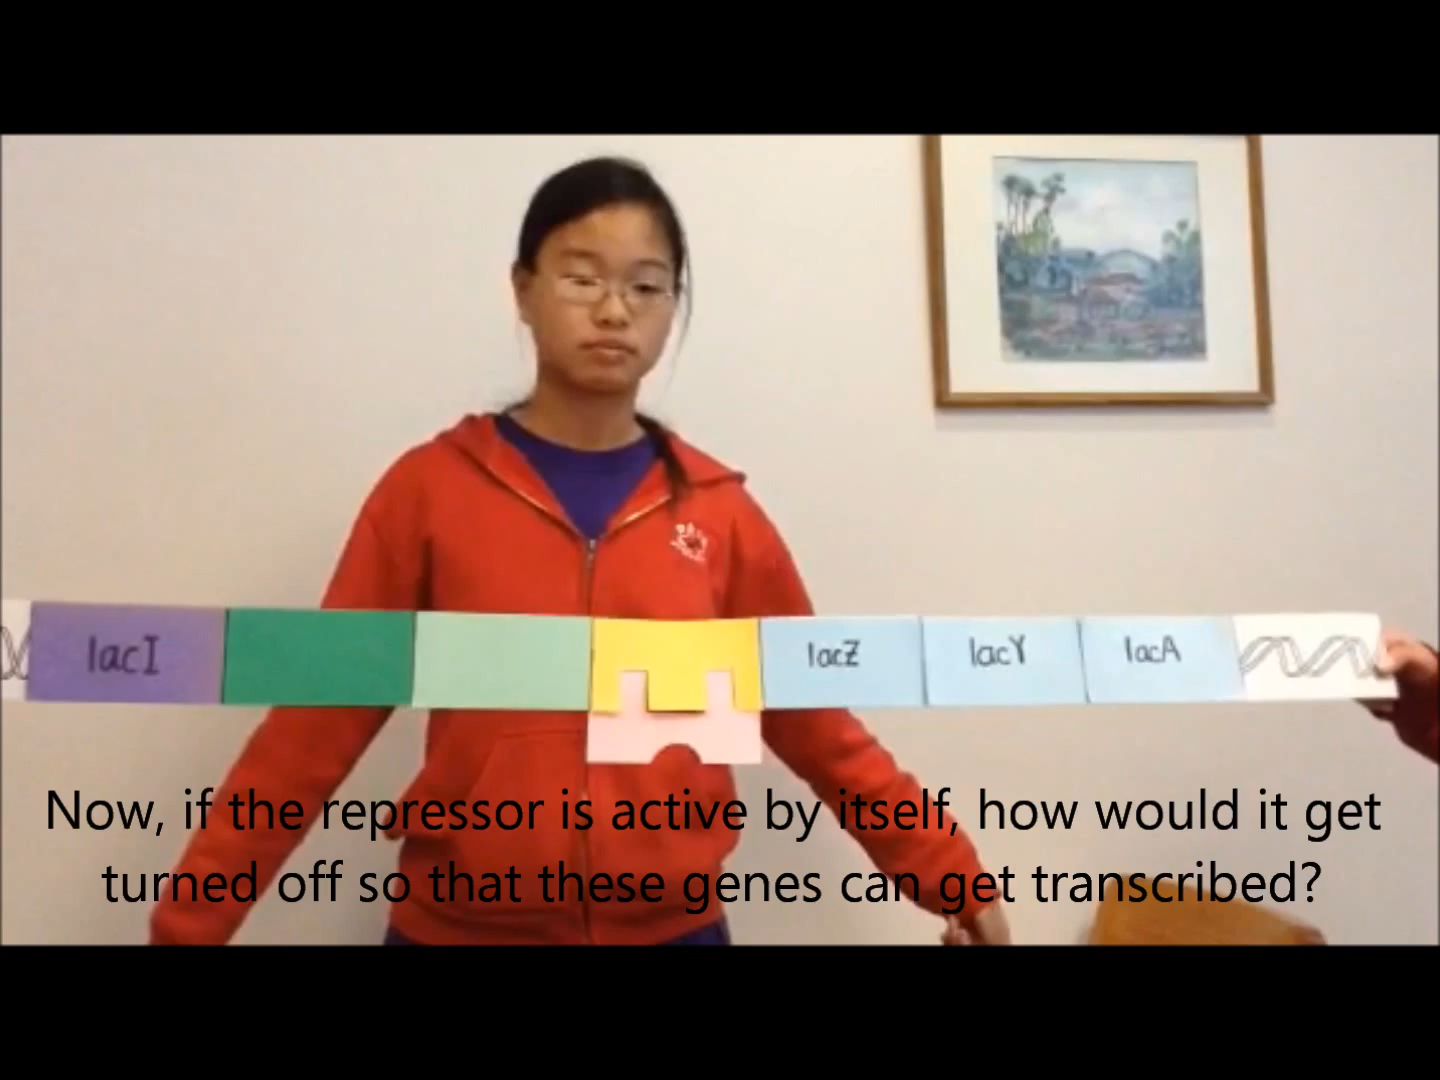 lacI
lacZ
lacY
lacA
Now, if the repressor is active by itself, how would it get
turned off so that these genes can get transcribed?